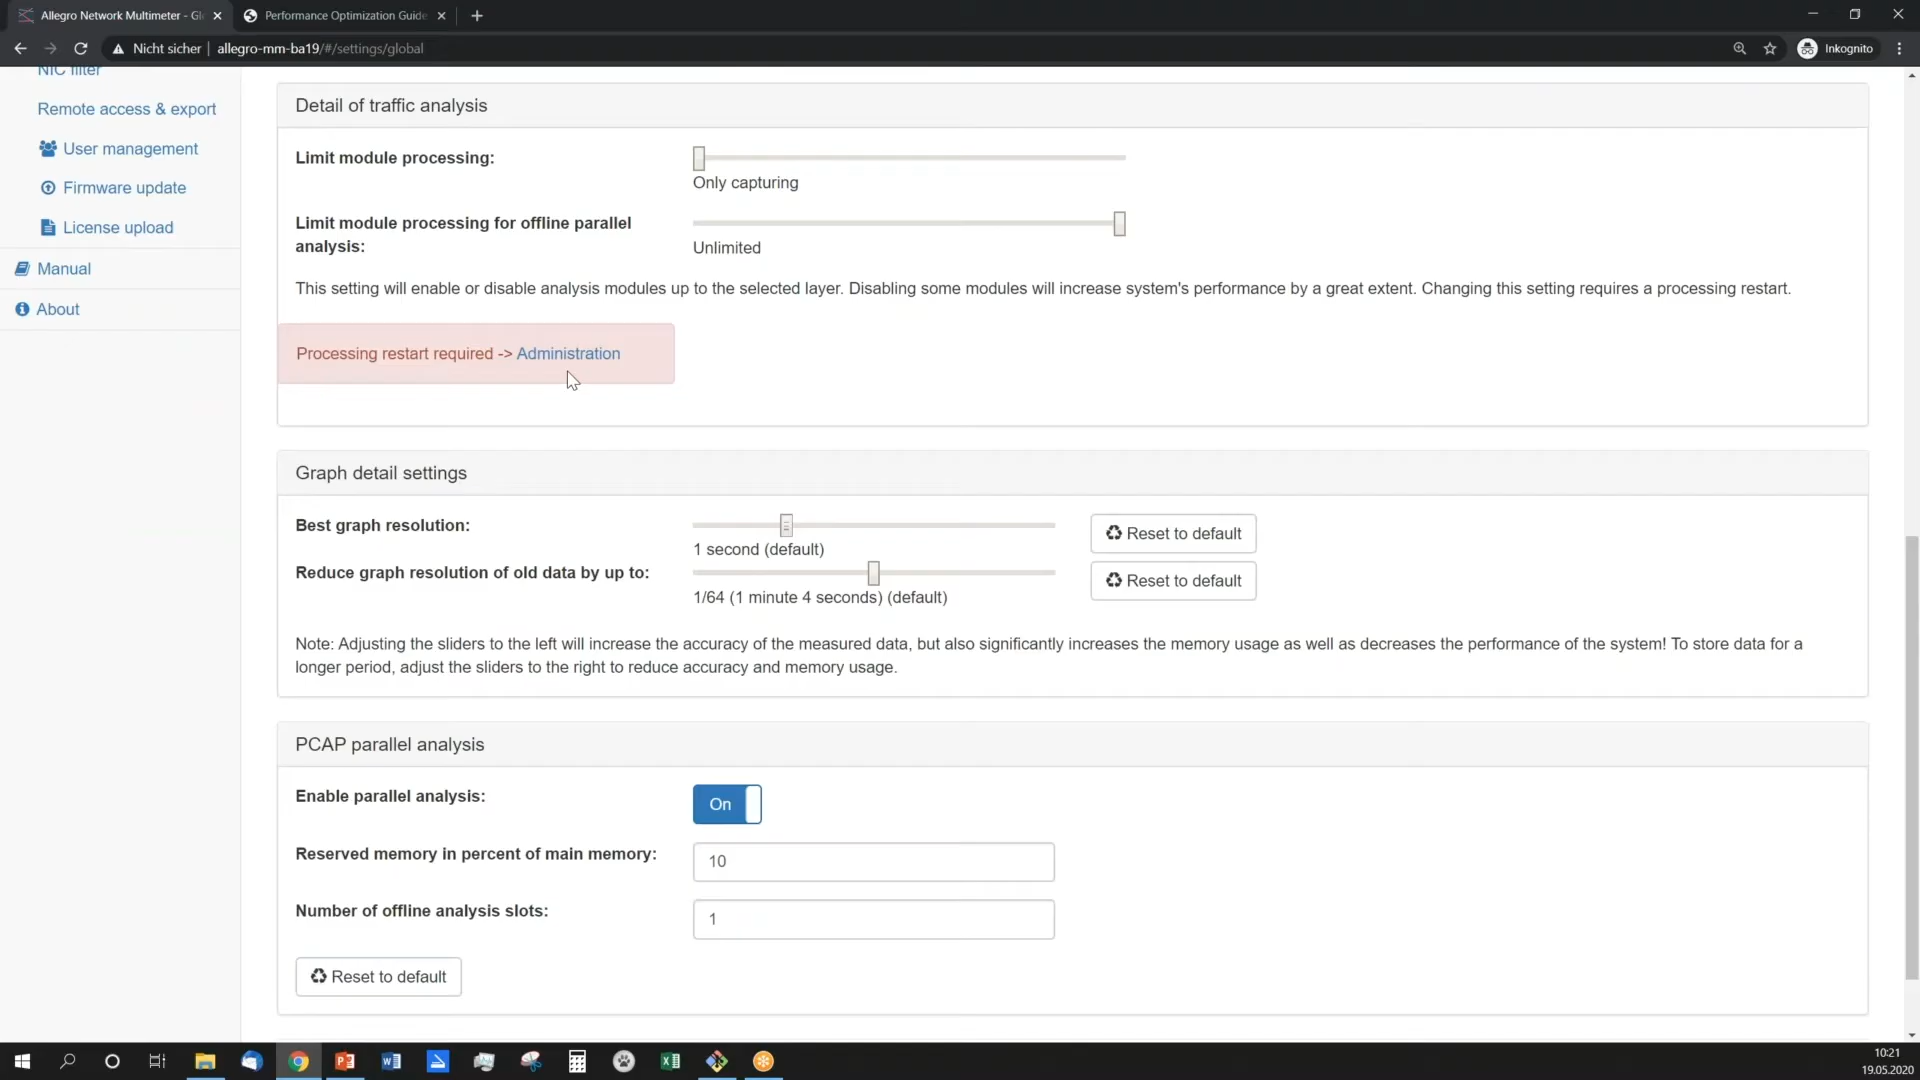 Allegro Network Multimeter - Gl
Performance Optimization Guide
Nicht sicher | allegro-mm-ba19/#/settings/global
Inkognito
NIC filter
Remote access & export
User management
Firmware update
License upload
Manual
About
Detail of traffic analysis
Limit module processing:
Only capturing
Limit module processing for offline parallel
analysis:
Unlimited
This setting will enable or disable analysis modules up to the selected layer. Disabling some modules will increase system's performance by a great extent. Changing this setting requires a processing restart.
Processing restart required -> Administration
Graph detail settings
Best graph resolution:
1 second (default)
Reset to default
Reduce graph resolution of old data by up to:
1/64 (1 minute 4 seconds) (default)
Reset to default
Note: Adjusting the sliders to the left will increase the accuracy of the measured data, but also significantly increases the memory usage as well as decreases the performance of the system! To store data for a
longer period, adjust the sliders to the right to reduce accuracy and memory usage.
PCAP parallel analysis
Enable parallel analysis:
On
Reserved memory in percent of main memory:
10
Number of offline analysis slots:
1
Reset to default
10:21
19.05.2020